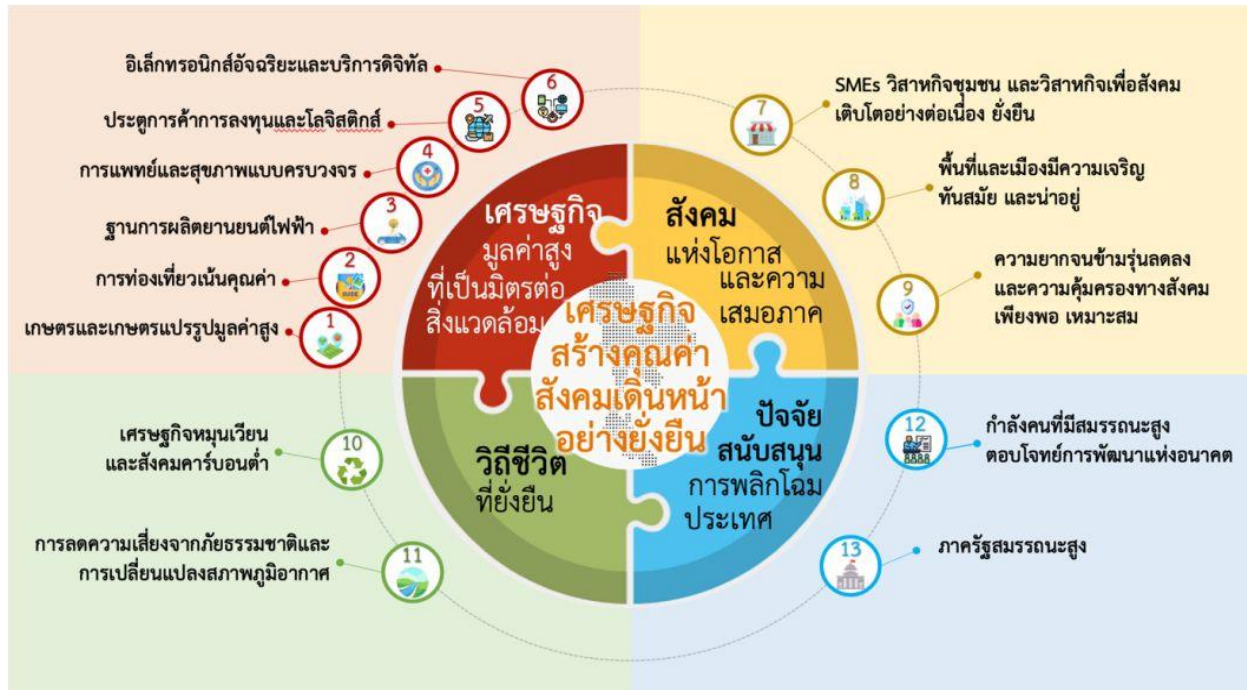 อิเล็กทรอนิกส์อัจฉริยะและบริการดิจิทัล
6
ประตูการค้าการลงทุนและโลจิสติกส์
5
การแพทย์และสุขภาพแบบครบวงจร
4
ฐานการผลิตยานยนต์ไฟฟ้า
3
การท่องเที่ยวเน้นคุณค่า
2
เกษตรและเกษตรแปรรูปมูลค่าสูง
1
7
SMEs วิสาหกิจชุมชน และวิสาหกิจเพื่อสังคม
เติบโตอย่างต่อเนื่อง ยั่งยืน
8
พื้นที่และเมืองมีความเจริญ
ทันสมัย และน่าอยู่
9
ความยากจนข้ามรุ่นลดลง
และความคุ้มครองทางสังคม
เพียงพอ เหมาะสม
เศรษฐกิจ
มูลค่าสูง
ที่เป็นมิตรต่อ
สิ่งแวดล้อม
สังคม
แห่งโอกาส
และความ
เสมอภาค
เศรษฐกิจ
สร้างคุณค่า
สังคมเดินหน้า
อย่างยั่งยืน
วิถีชีวิต
ที่ยั่งยืน
ปัจจัย
สนับสนุน
การพลิกโฉม
ประเทศ
เศรษฐกิจหมุนเวียน
และสังคมคาร์บอนต่ำ
10
การลดความเสี่ยงจากภัยธรรมชาติและ
การเปลี่ยนแปลงสภาพภูมิอากาศ
11
12
กำลังคนที่มีสมรรถนะสูง
ตอบโจทย์การพัฒนาแห่งอนาคต
13
ภาครัฐสมรรถนะสูง